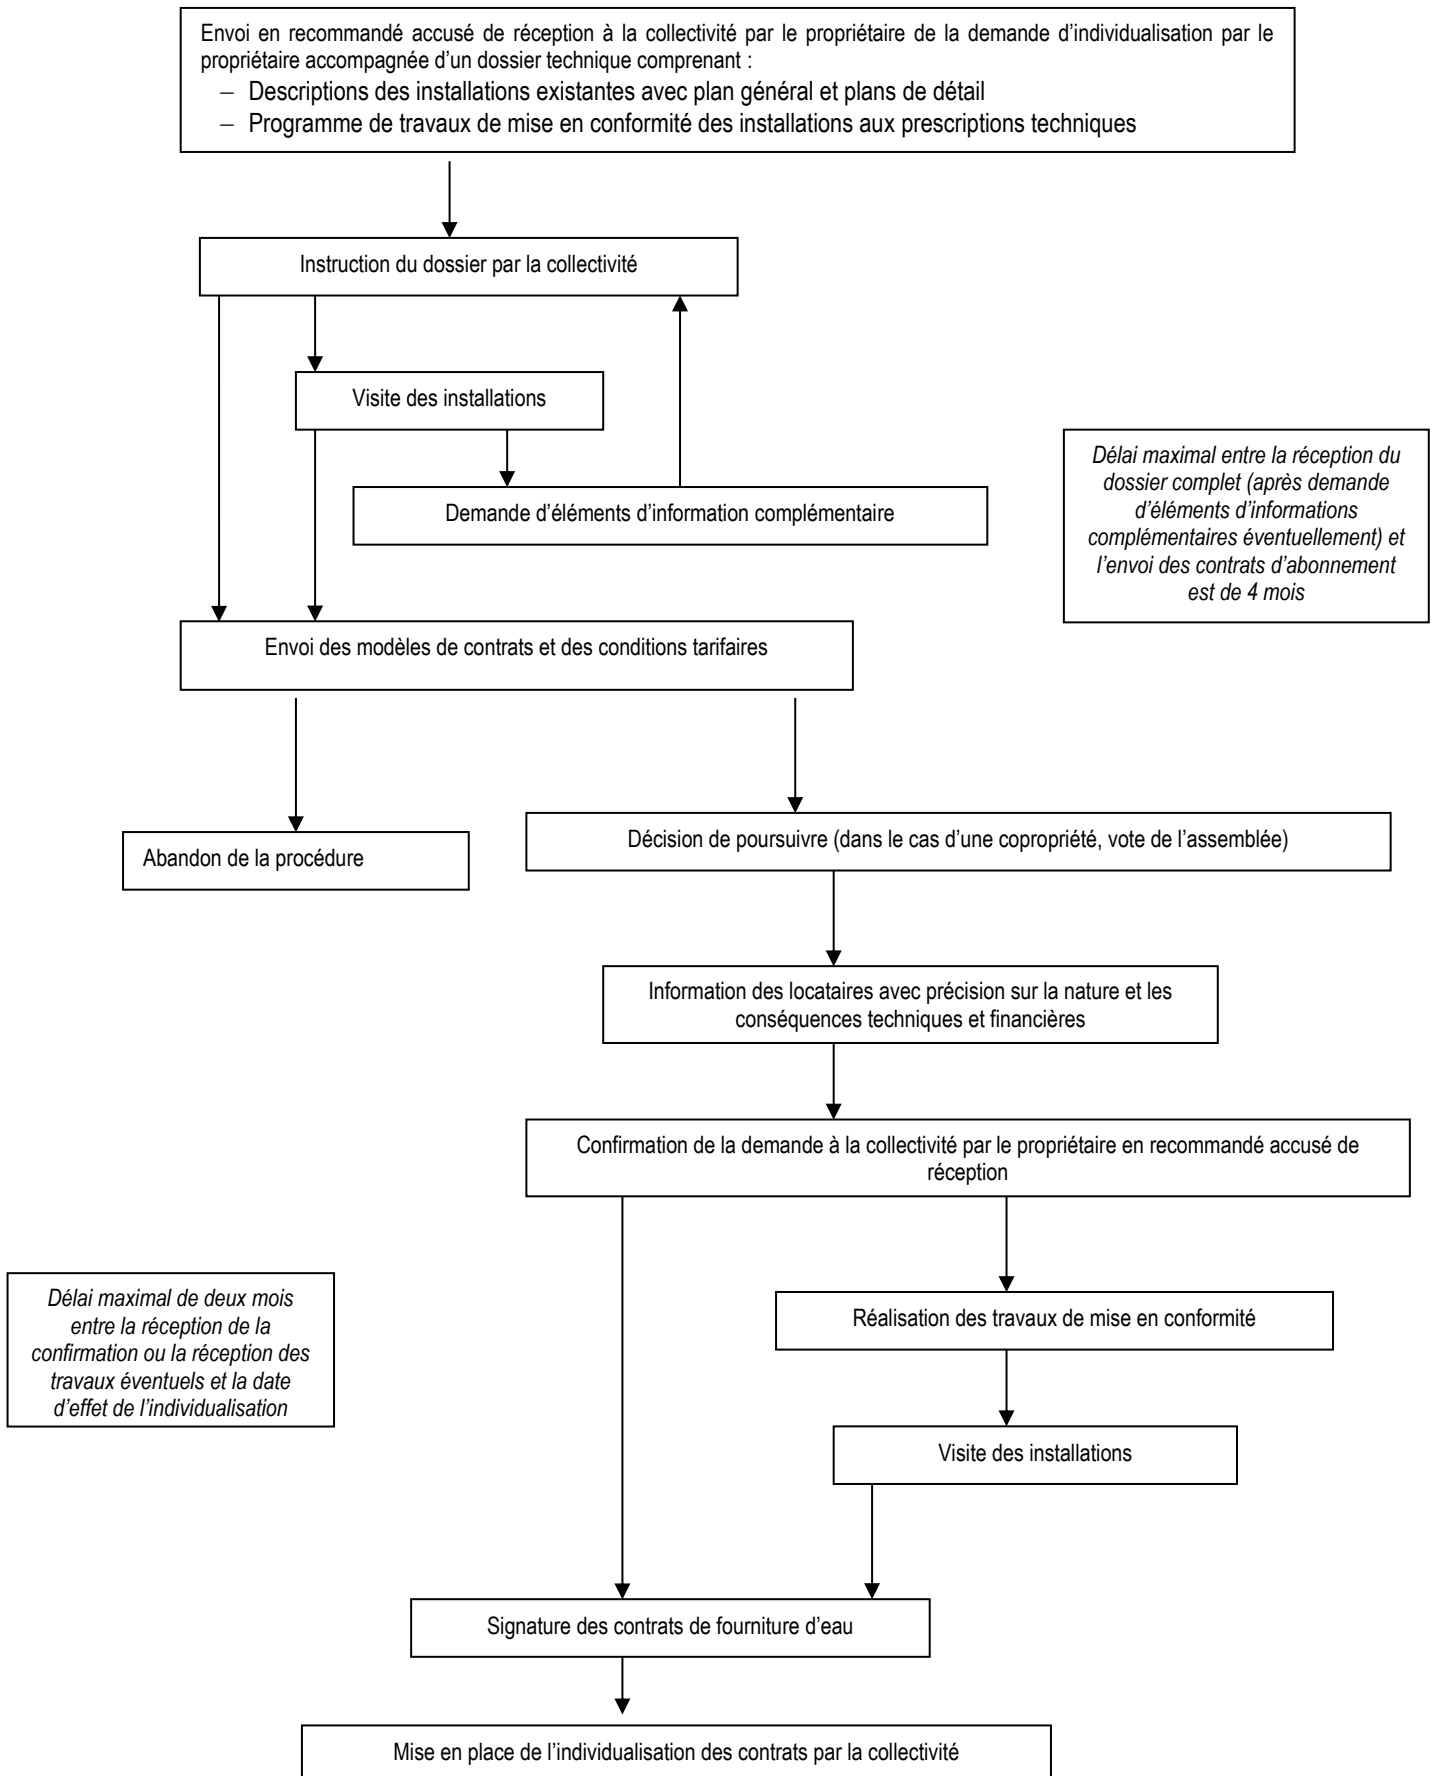 Envoi en recommandé accusé de réception à la collectivité par le propriétaire de la demande d’individualisation par le
propriétaire accompagnée d’un dossier technique comprenant :
– Descriptions des installations existantes avec plan général et plans de détail
– Programme de travaux de mise en conformité des installations aux prescriptions techniques
Instruction du dossier par la collectivité
Visite des installations
Demande d’éléments d’information complémentaire
Délai maximal entre la réception du
dossier complet (après demande
d’éléments d’informations
complémentaires éventuellement) et
l’envoi des contrats d’abonnement
est de 4 mois
Envoi des modèles de contrats et des conditions tarifaires
Abandon de la procédure
Décision de poursuivre (dans le cas d’une copropriété, vote de l’assemblée)
Information des locataires avec précision sur la nature et les
conséquences techniques et financières
Confirmation de la demande à la collectivité par le propriétaire en recommandé accusé de
réception
Délai maximal de deux mois
entre la réception de la
confirmation ou la réception des
travaux éventuels et la date
d’effet de l’individualisation
Réalisation des travaux de mise en conformité
Visite des installations
Signature des contrats de fourniture d’eau
Mise en place de l’individualisation des contrats par la collectivité